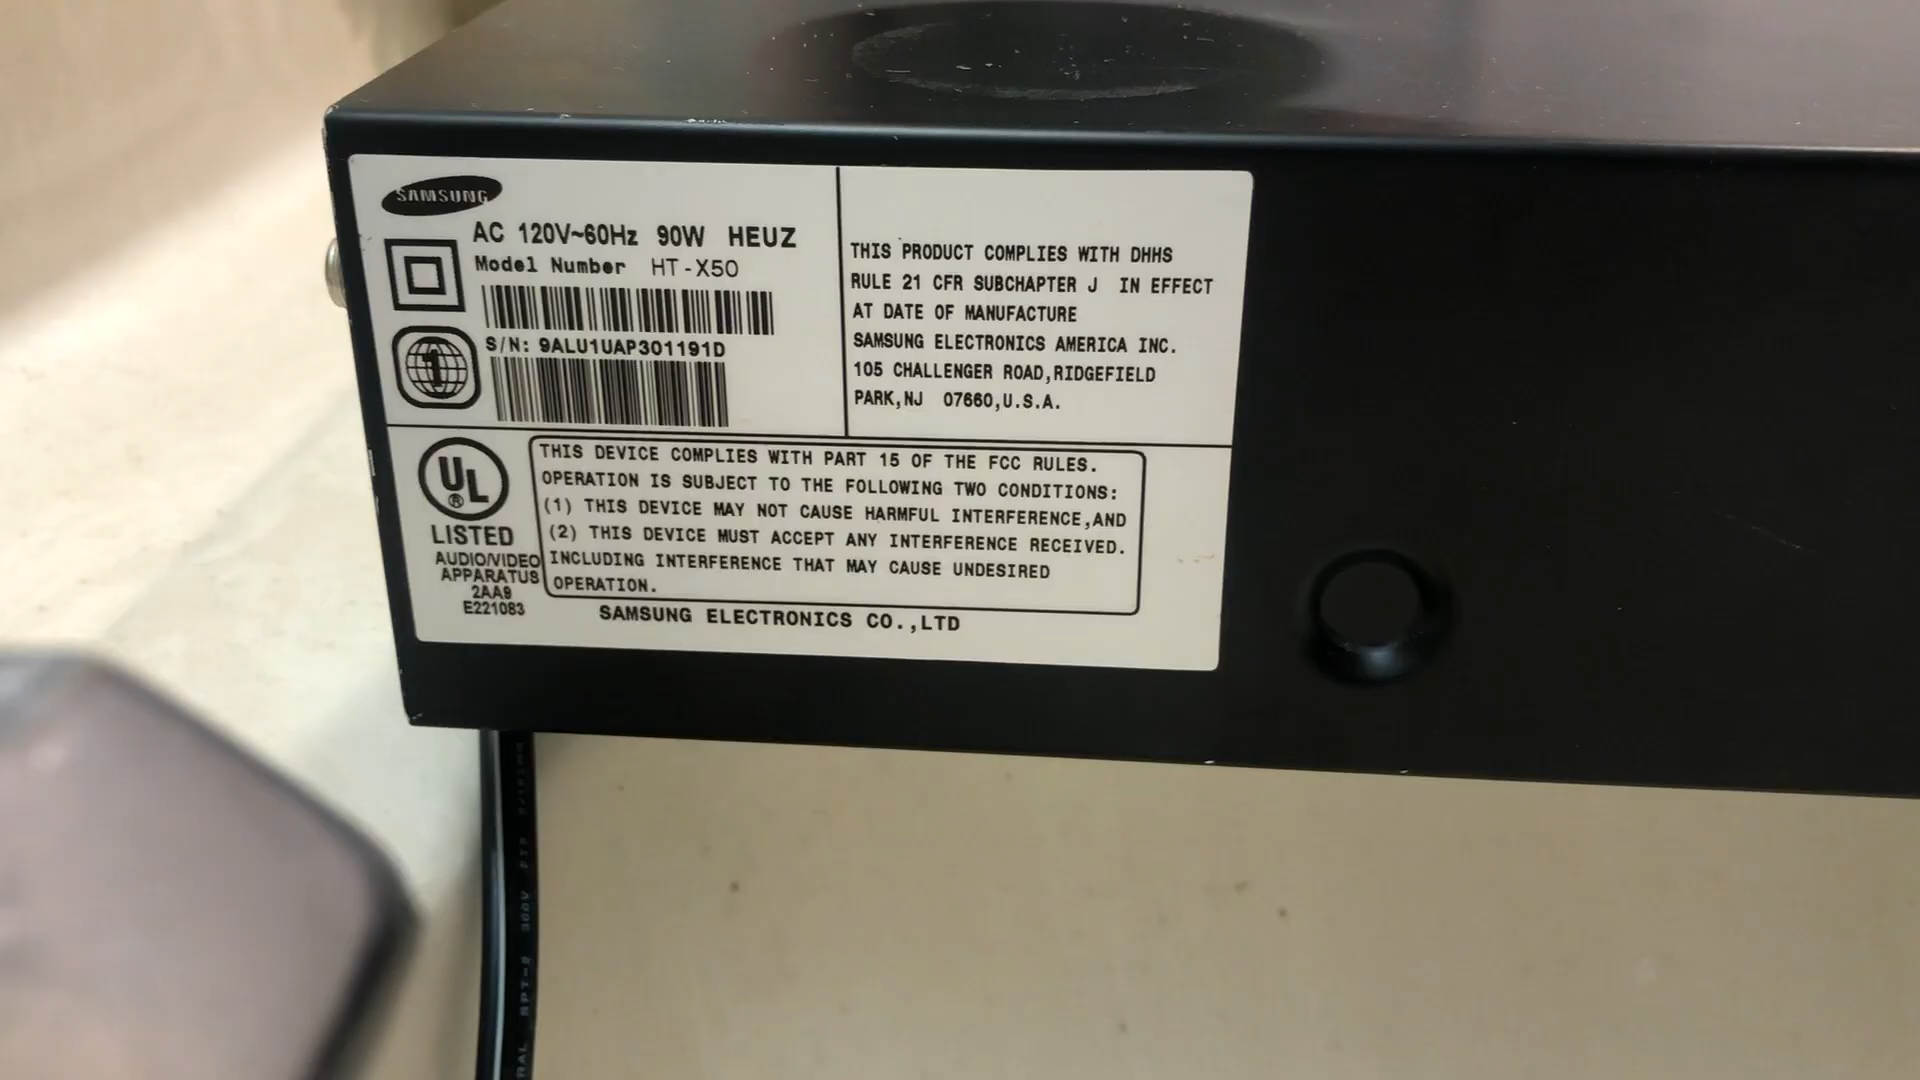 SAMSUNG
AC 120V~60Hz 90W HEUZ
Model Number HT-X50
S/N: 9ALU1UAP301191D
1
THIS PRODUCT COMPLIES WITH DHHS
RULE 21 CFR SUBCHAPTER J IN EFFECT
AT DATE OF MANUFACTURE
SAMSUNG ELECTRONICS AMERICA INC.
105 CHALLENGER ROAD,RIDGEFIELD
PARK,NJ 07660,U.S.A.
UL®
LISTED
AUDIO/VIDEO
APPARATUS
2AA9
E221083
THIS DEVICE COMPLIES WITH PART 15 OF THE FCC RULES.
OPERATION IS SUBJECT TO THE FOLLOWING TWO CONDITIONS:
(1) THIS DEVICE MAY NOT CAUSE HARMFUL INTERFERENCE,AND
(2) THIS DEVICE MUST ACCEPT ANY INTERFERENCE RECEIVED.
INCLUDING INTERFERENCE THAT MAY CAUSE UNDESIRED
OPERATION.
SAMSUNG ELECTRONICS CO.,LTD
SPT-2 300V